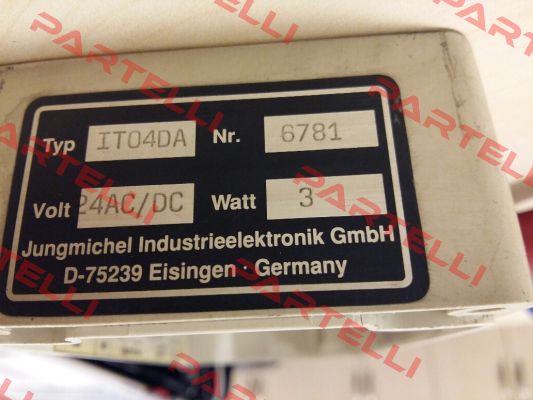 Typ IT04DA Nr. 6781
Volt 24AC/DC Watt 3
Jungmichel Industrieelektronik GmbH
D-75239 Eisingen · Germany
PARTELLI
PARTELLI
PARTELLI
PARTELLI
PARTELLI
PARTELLI